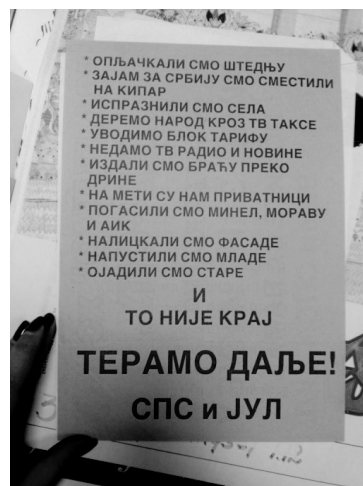 * ОПЉАЧКАЛИ СМО ШТЕДЊУ
* ЗАЈАМ ЗА СРБИЈУ СМО СМЕСТИЛИ
НА КИПАР
* ИСПРАЗНИЛИ СМО СЕЛА
* ДЕРЕМО НАРОД КРОЗ ТВ ТАКСЕ
* УВОДИМО БЛОК ТАРИФУ
* НЕДАМО ТВ РАДИО И НОВИНЕ
* ИЗДАЛИ СМО БРАЋУ ПРЕКО
ДРИНЕ
* НА МЕТИ СУ НАМ ПРИВАТНИЦИ
* ПОГАСИЛИ СМО МИНЕЛ, МОРАВУ
И АИК
* НАЛИЦКАЛИ СМО ФАСАДЕ
* НАПУСТИЛИ СМО МЛАДЕ
* ОЈАДИЛИ СМО СТАРЕ
И
ТО НИЈЕ КРАЈ
ТЕРАМО ДАЉЕ!
СПС и ЈУЛ